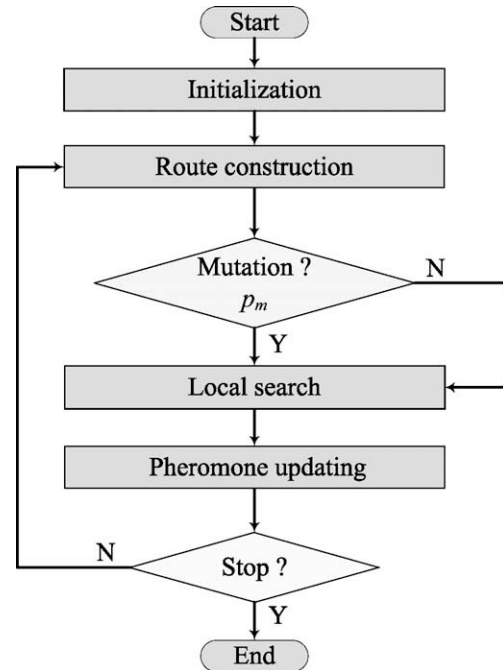 Start
Initialization
Route construction
Mutation ?
N
p_m
Y
Local search
Pheromone updating
N
Stop ?
Y
End